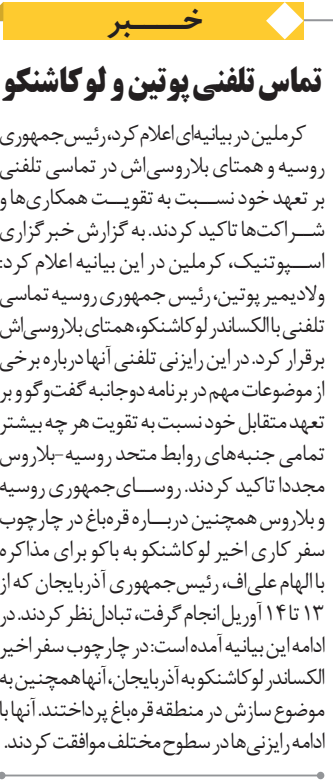 خـــــبر
تماس تلفنی پوتین و لوکاشنکو
کرملین در بیانیه‌ای اعلام کرد، رئیس‌جمهوری
روسیه و همتای بلاروسی‌اش در تماسی تلفنی
بر تعهد خود نســـبت به تقویـــت همکاری‌ها و
شـــراکت‌ها تاکید کردند. به گزارش خبرگزاری
اســـپوتنیک، کرملین در این بیانیه اعلام کرد:
ولادیمیر پوتین، رئیس جمهوری روسیه تماسی
تلفنی با الکساندر لوکاشنکو، همتای بلاروسی‌اش
برقرار کرد. در این رایزنی تلفنی آنها درباره برخی
از موضوعات مهم در برنامه دوجانبه گفت‌وگو و بر
تعهد متقابل خود نسبت به تقویت هر چه بیشتر
تمامی جنبه‌های روابط متحد روسیه-بلاروس
مجددا تاکید کردند. روســـای‌جمهوری روسیه
و بلاروس همچنین دربـــاره قره‌باغ در چارچوب
سفر کاری اخیر لوکاشنکو به باکو برای مذاکره
با الهام علی‌اف، رئیس‌جمهوری آذربایجان که از
۱۳ تا ۱۴ آوریل انجام گرفت، تبادل‌نظر کردند. در
ادامه این بیانیه آمده است: در چارچوب سفر اخیر
الکساندر لوکاشنکو به آذربایجان، آنها همچنین به
موضوع سازش در منطقه قره‌باغ پرداختند. آنها با
ادامه رایزنی‌ها در سطوح مختلف موافقت کردند.